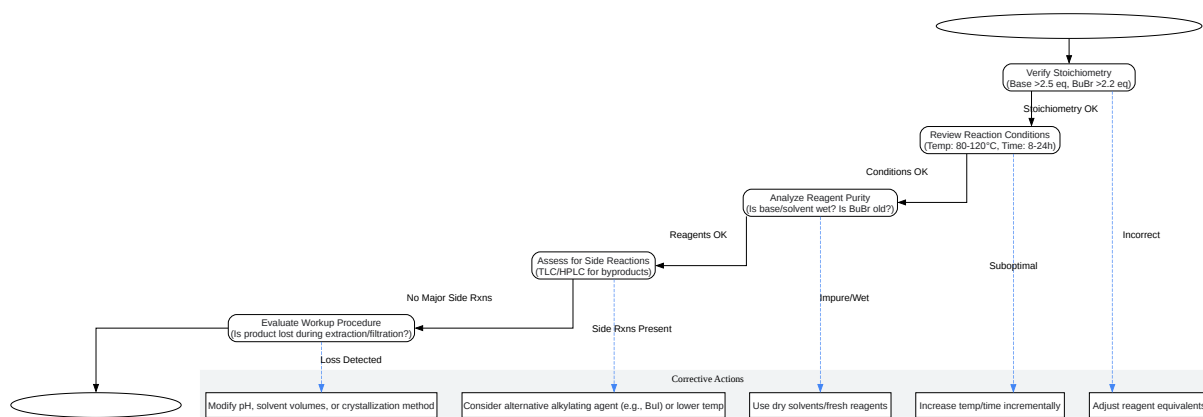 Verify Stoichiometry
(Base >2.5 eq, BuBr >2.2 eq)
Stoichiometry OK
Review Reaction Conditions
(Temp: 80-120°C, Time: 8-24h)
Conditions OK
Analyze Reagent Purity
(Is base/solvent wet? Is BuBr old?)
Reagents OK
Incorrect
Assess for Side Reactions
(TLC/HPLC for byproducts)
Suboptimal
No Major Side Rxns
Impure/Wet
Evaluate Workup Procedure
(Is product lost during extraction/filtration?)
Side Rxns Present
Loss Detected
Corrective Actions
Modify pH, solvent volumes, or crystallization method
Consider alternative alkylating agent (e.g., BuI) or lower temp
Use dry solvents/fresh reagents
Increase temp/time incrementally
Adjust reagent equivalents